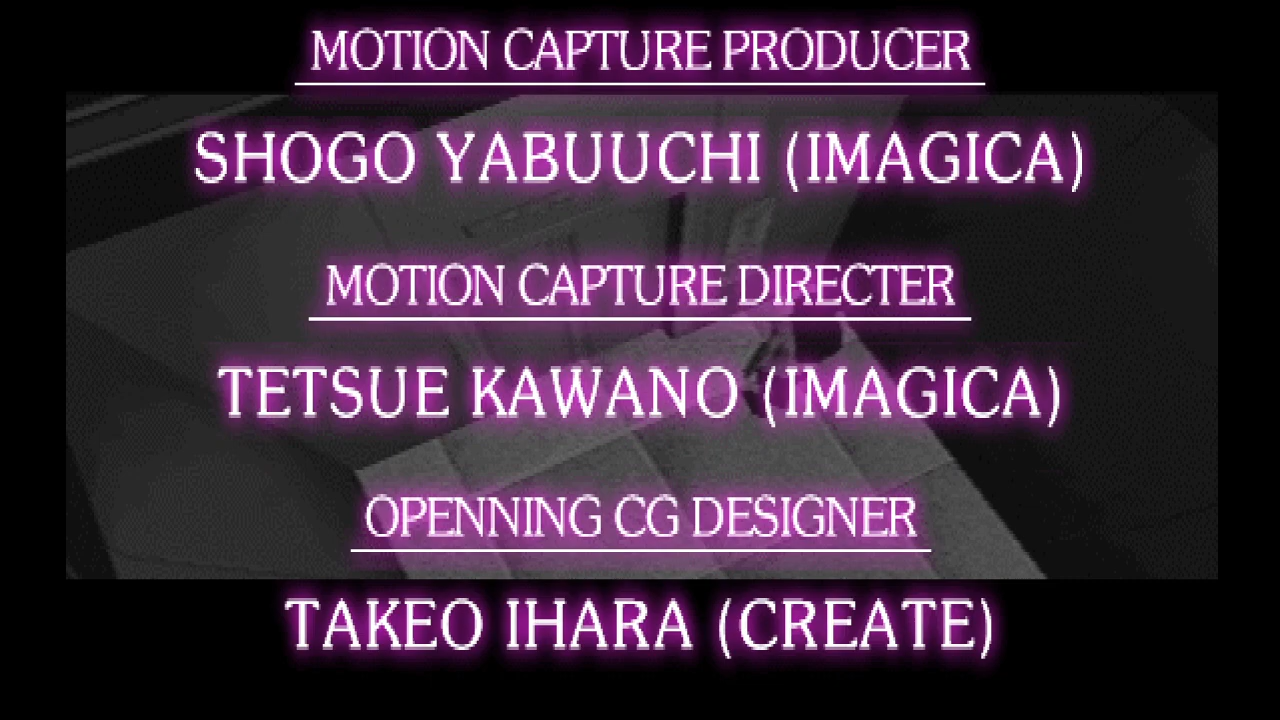 MOTION CAPTURE PRODUCER
SHOGO YABUUCHI (IMAGICA)
MOTION CAPTURE DIRECTER
TETSUE KAWANO (IMAGICA)
OPENNING CG DESIGNER
TAKEO IHARA (CREATE)